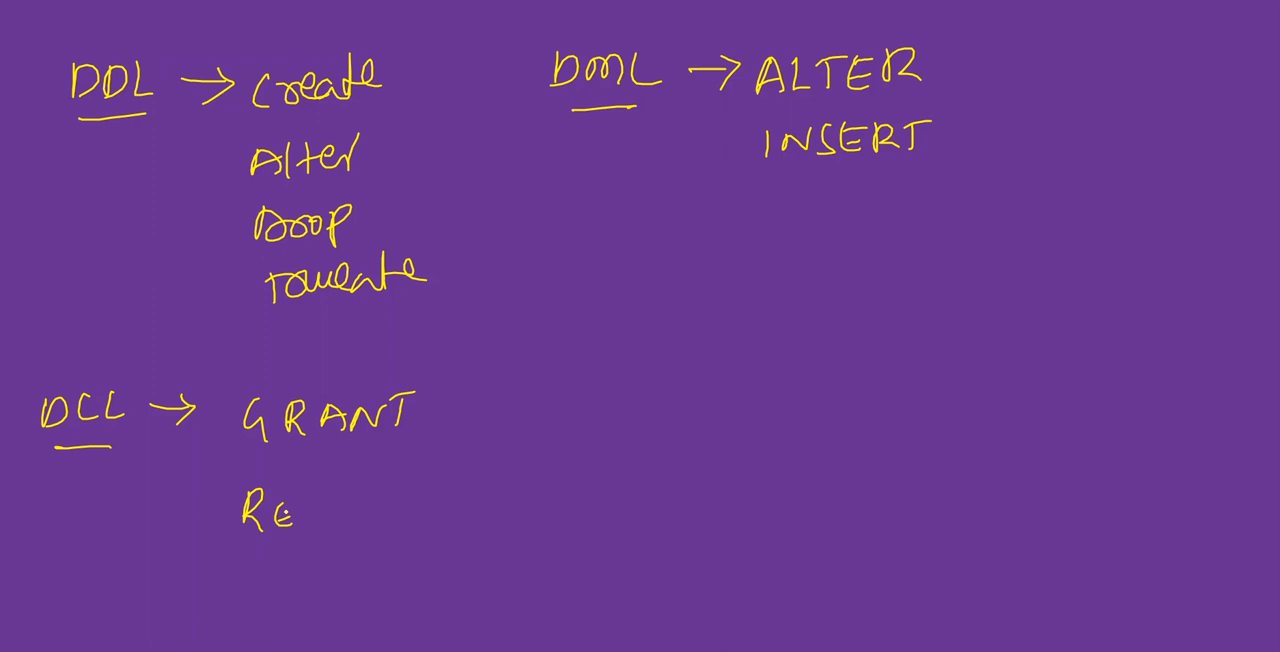 DDL → Create
Alter
Drop
Truncate
DML → ALTER
INSERT
DCL → GRANT
RE